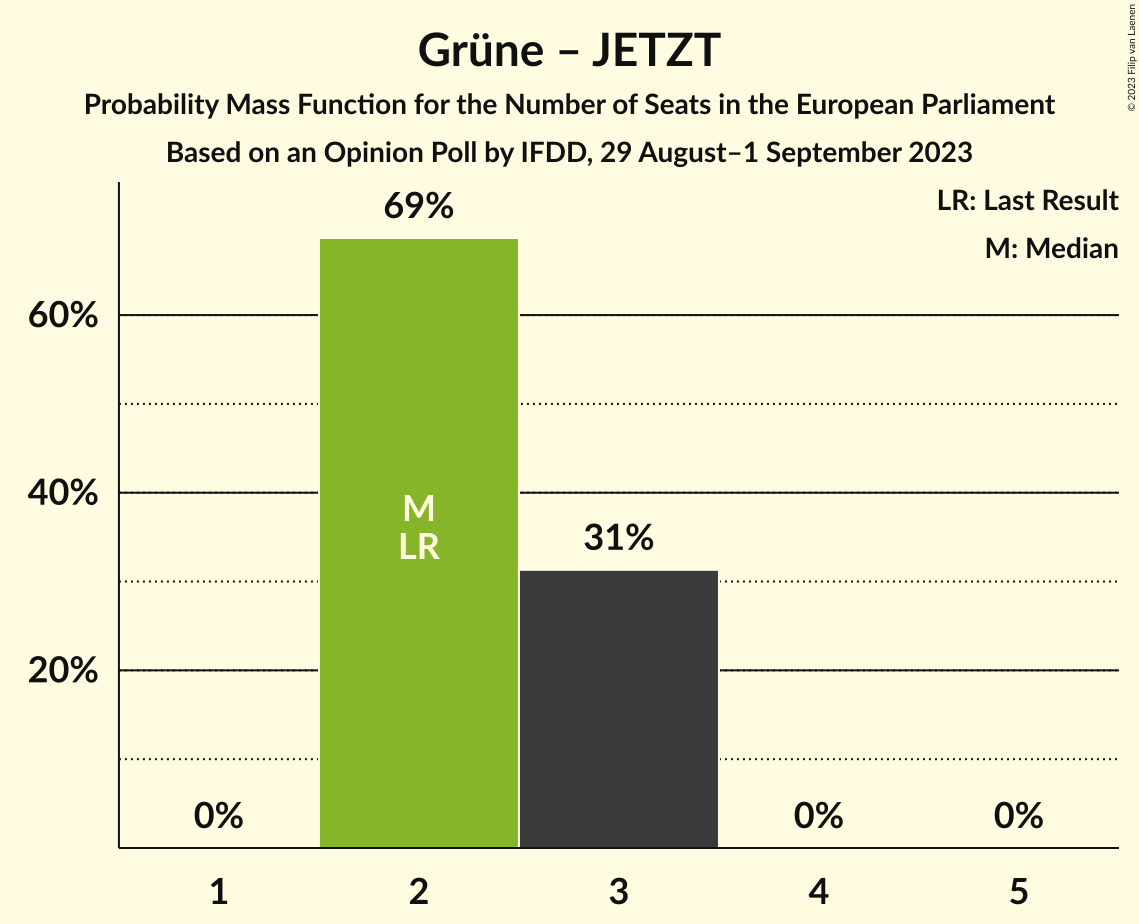 Grüne – JETZT
Probability Mass Function for the Number of Seats in the European Parliament
Based on an Opinion Poll by IFDD, 29 August–1 September 2023
© 2023 Filip van Laenen
LR: Last Result
M: Median
69%
60%
40%
M
LR
31%
20%
0%
0%
0%
1
2
3
4
5